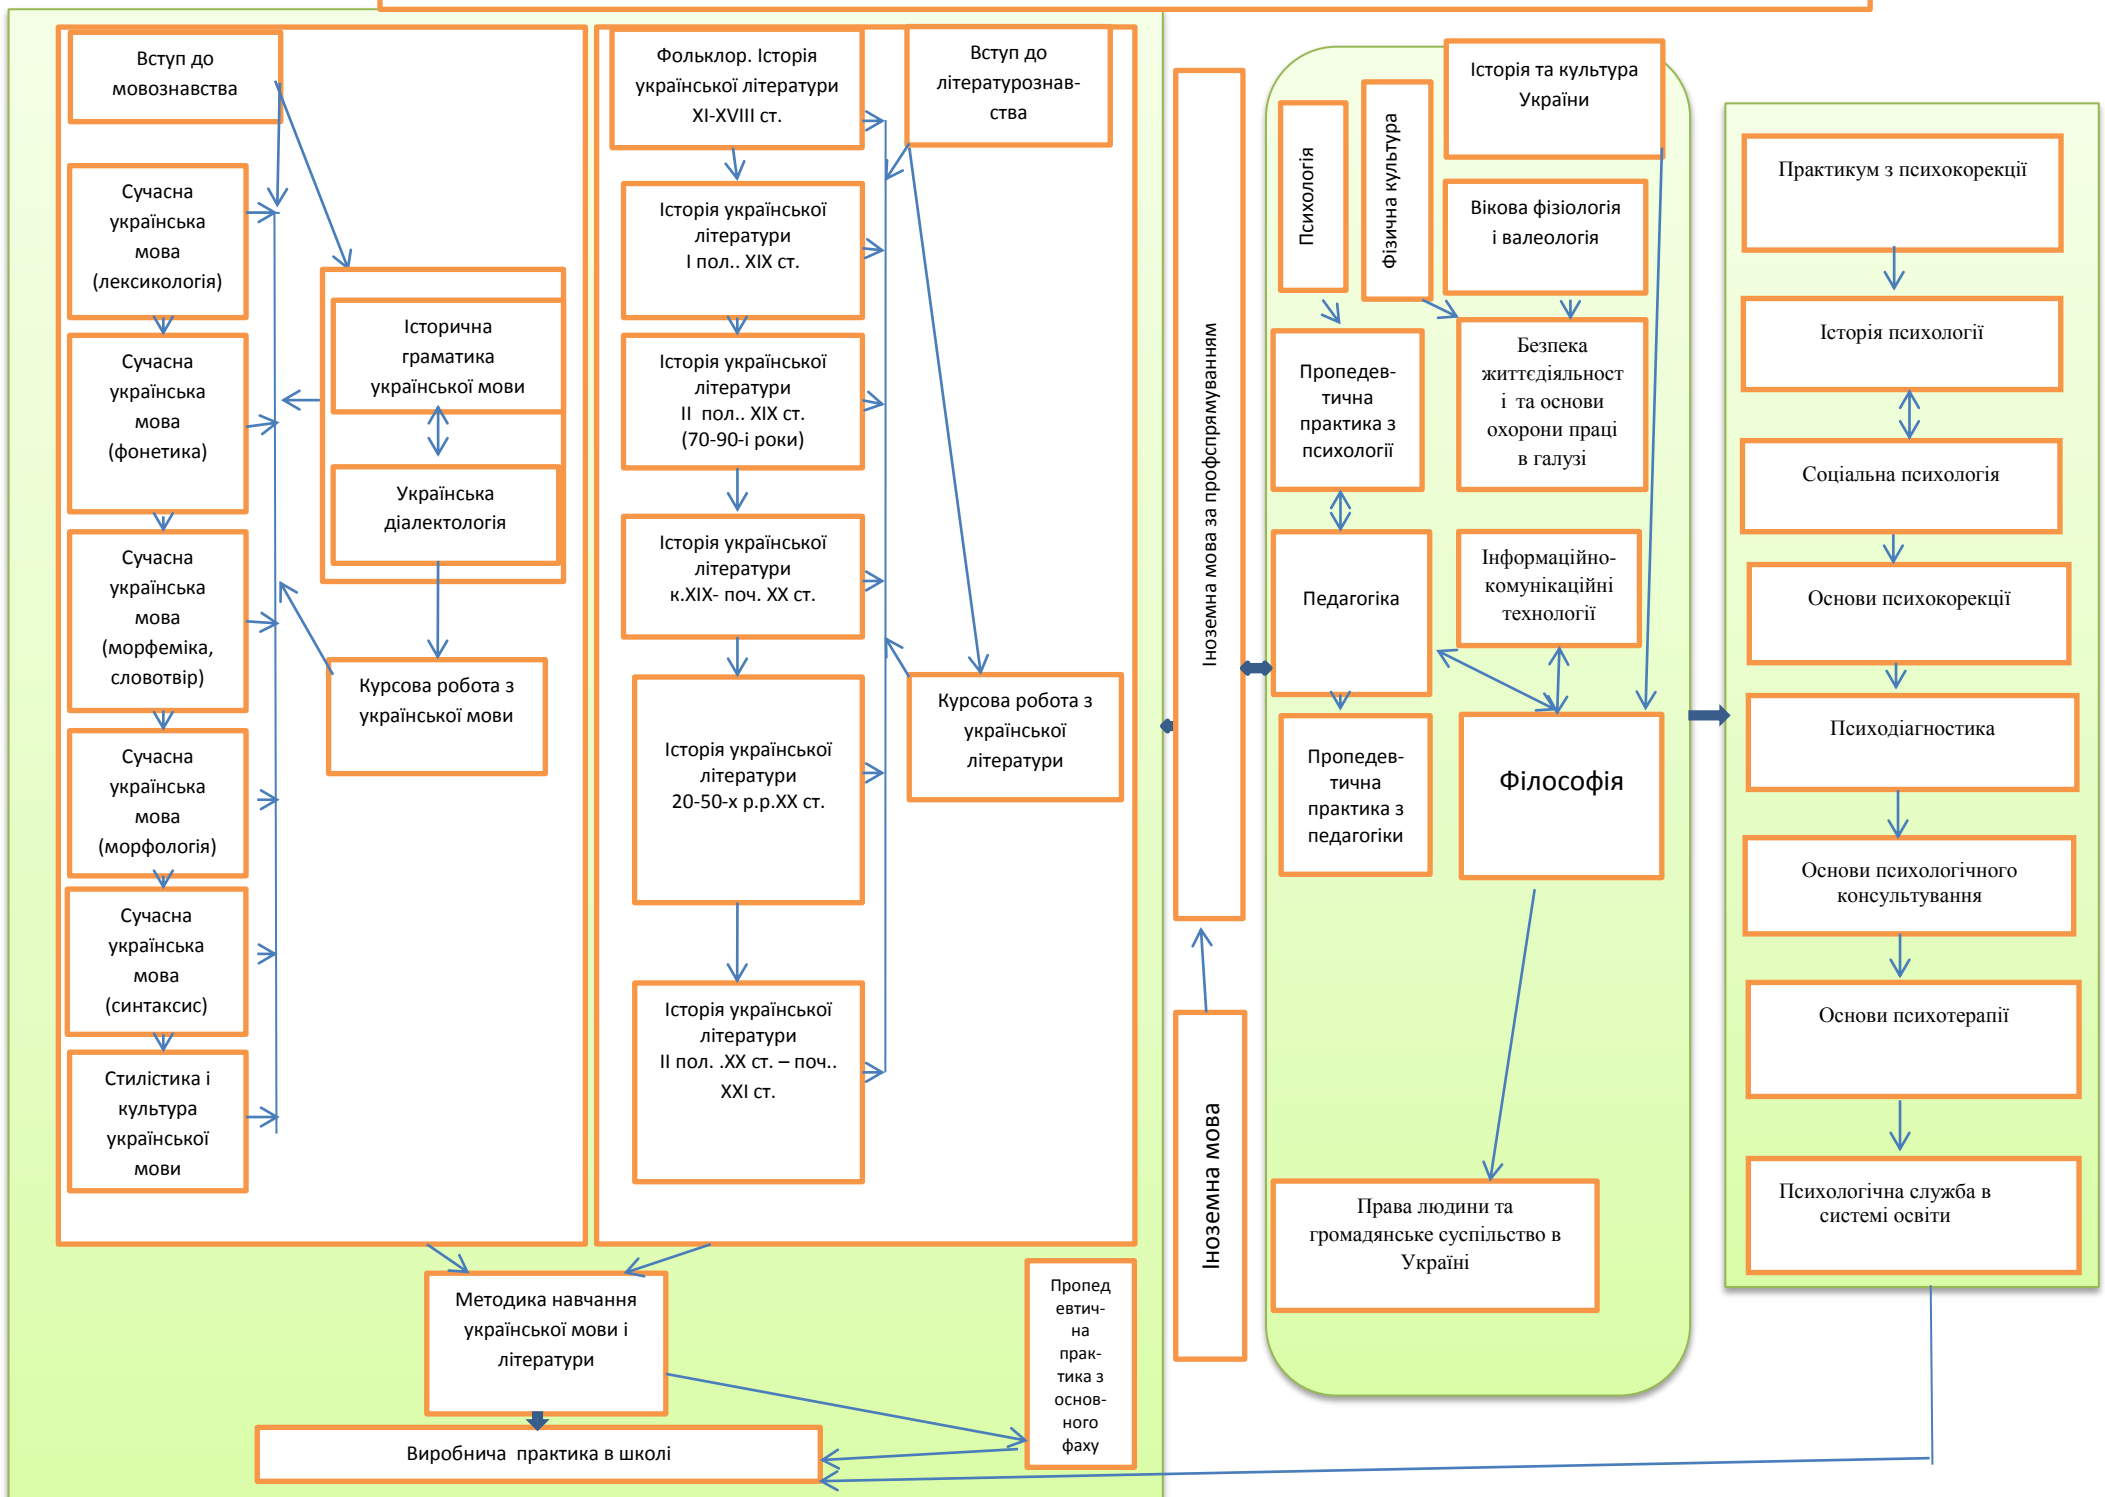 Вступ до
мовознавства
Сучасна
українська
мова
(лексикологія)
Сучасна
українська
мова
(фонетика)
Сучасна
українська
мова
(морфеміка,
словотвір)
Сучасна
українська
мова
(морфологія)
Сучасна
українська
мова
(синтаксис)
Стилістика і
культура
української
мови
Історична
граматика
української мови
Українська
діалектологія
Курсова робота з
української мови
Фольклор. Історія
української літератури
XI-XVIII ст.
Історія української
літератури
І пол.. XIX ст.
Історія української
літератури
ІІ пол.. XIX ст.
(70-90-і роки)
Історія української
літератури
к.XIX- поч. XX ст.
Історія української
літератури
20-50-х р.р.XX ст.
Історія української
літератури
ІІ пол. .XX ст. – поч..
XXI ст.
Вступ до
літературознав-
ства
Курсова робота з
української
літератури
Методика навчання
української мови і
літератури
Виробнича практика в школі
Пропед
евтич-
на
прак-
тика з
основ-
ного
фаху
Іноземна мова за профспрямуванням
Іноземна мова
Психологія
Фізична культура
Історія та культура
України
Вікова фізіологія
і валеологія
Пропедев-
тична
практика з
психології
Безпека
життєдіяльност
і та основи
охорони праці
в галузі
Педагогіка
Інформаційно-
комунікаційні
технології
Пропедев-
тична
практика з
педагогіки
Філософія
Права людини та
громадянське суспільство в
Україні
Практикум з психокорекції
Історія психології
Соціальна психологія
Основи психокорекції
Психодіагностика
Основи психологічного
консультування
Основи психотерапії
Психологічна служба в
системі освіти